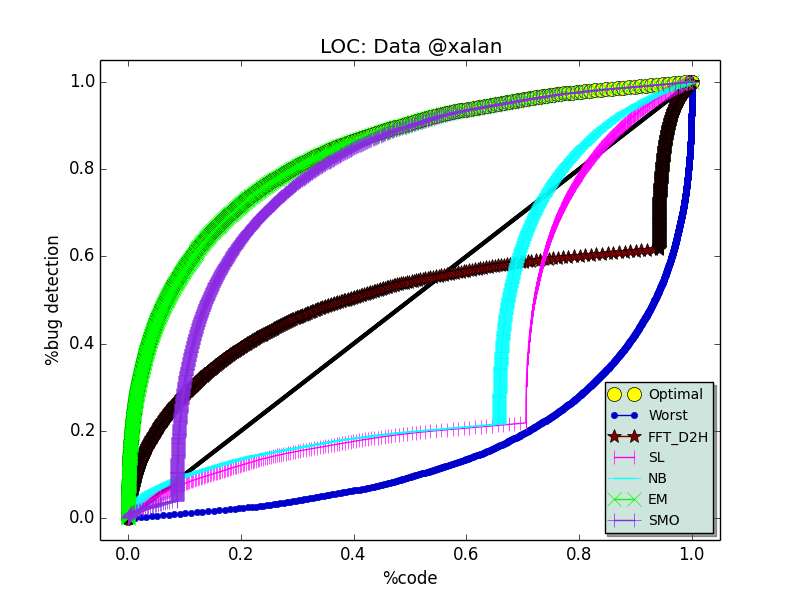 LOC: Data @xalan
1.0
0.8
0.6
0.4
0.2
0.0
%bug detection
0.0 0.2 0.4 0.6 0.8 1.0
%code
Optimal
Worst
FFT_D2H
SL
NB
EM
SMO